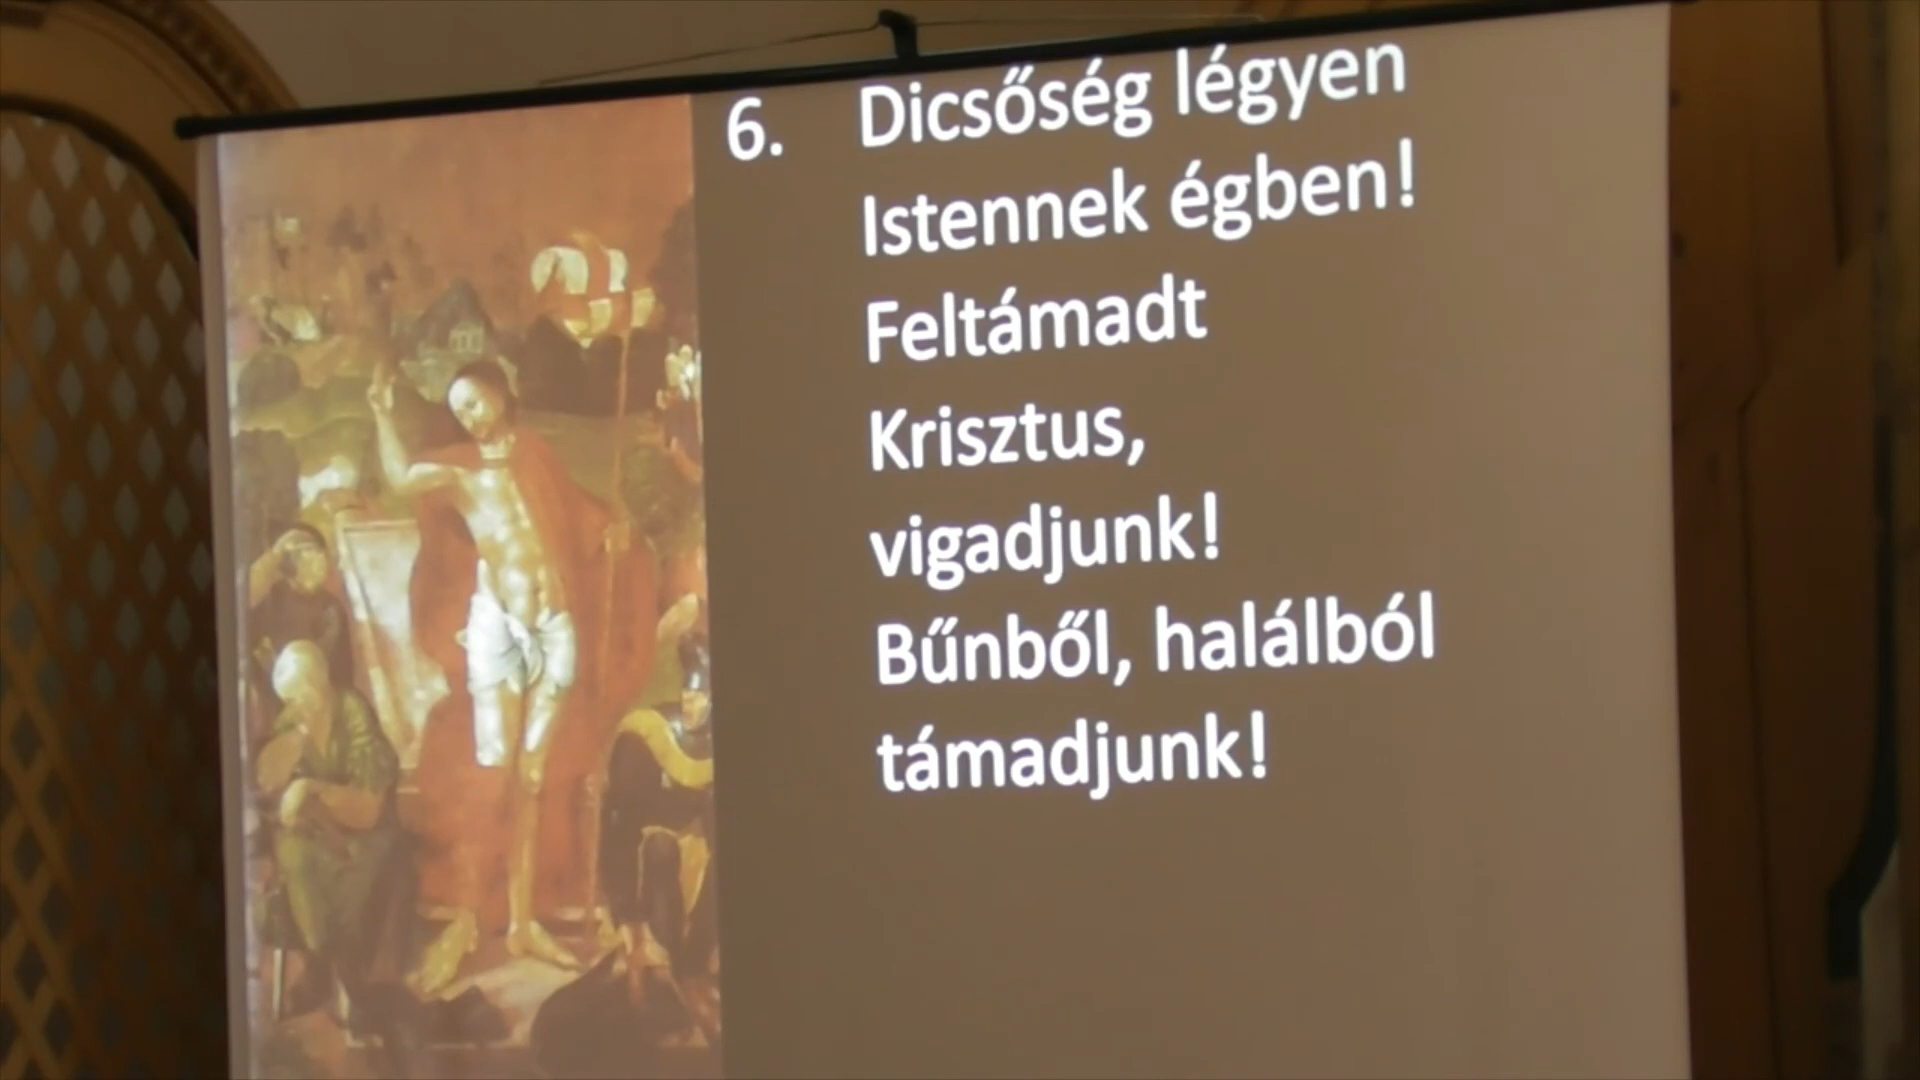 6. Dicsőség légyen
Istennek égben!
Feltámadt
Krisztus,
vigadjunk!
Bűnből, halálból
támadjunk!